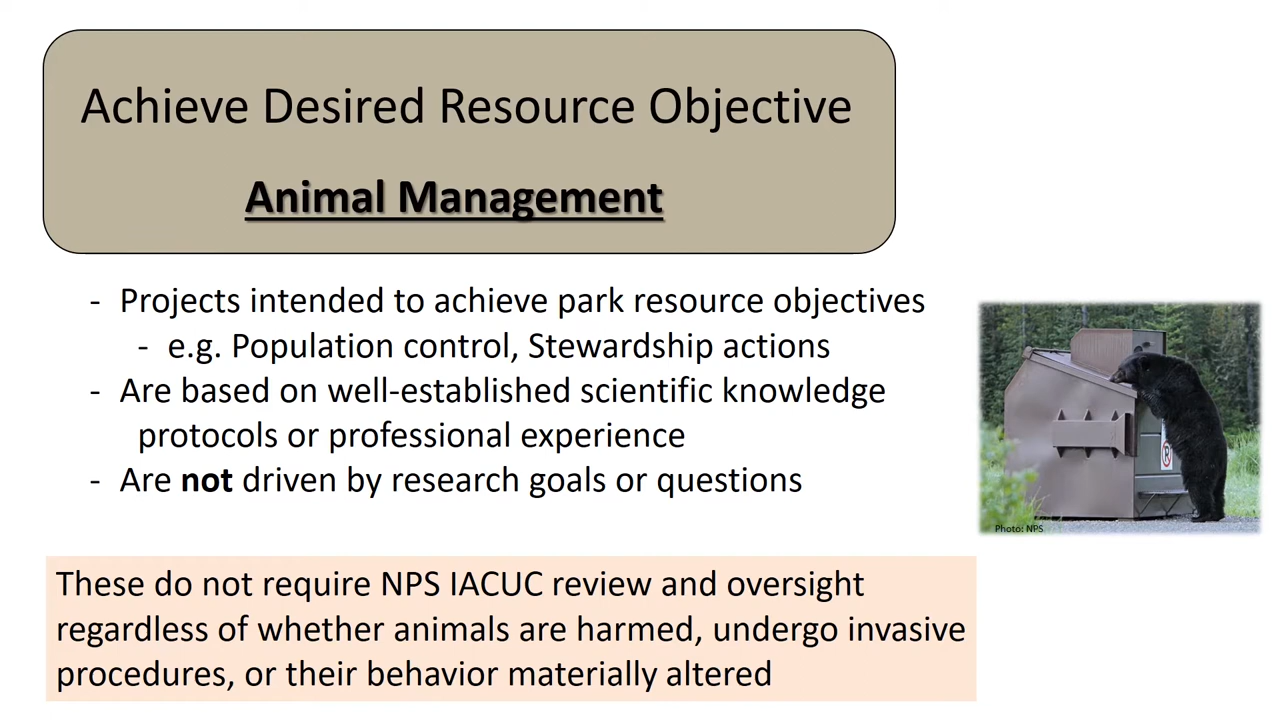 Achieve Desired Resource Objective
Animal Management
- Projects intended to achieve park resource objectives
- e.g. Population control, Stewardship actions
- Are based on well-established scientific knowledge
protocols or professional experience
- Are not driven by research goals or questions
Photo: NPS
These do not require NPS IACUC review and oversight
regardless of whether animals are harmed, undergo invasive
procedures, or their behavior materially altered